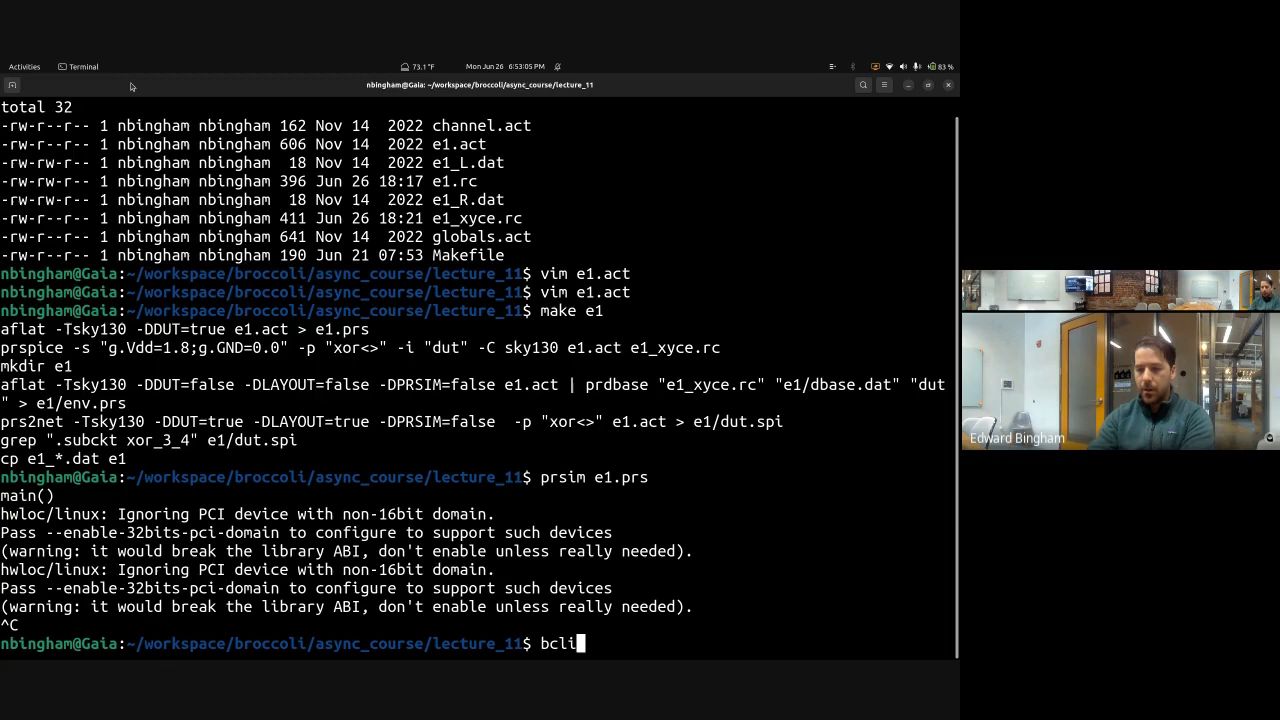 Activities
Terminal
73.1 °F
Mon Jun 26 6:53:05 PM
83 %
nbingham@Gaia: ~/workspace/broccoli/async_course/lecture_11
total 32
-rw-r--r-- 1 nbingham nbingham 162 Nov 14  2022 channel.act
-rw-r--r-- 1 nbingham nbingham 606 Nov 14  2022 e1.act
-rw-rw-r-- 1 nbingham nbingham  18 Nov 14  2022 e1_L.dat
-rw-rw-r-- 1 nbingham nbingham 396 Jun 26 18:17 e1.rc
-rw-rw-r-- 1 nbingham nbingham  18 Nov 14  2022 e1_R.dat
-rw-rw-r-- 1 nbingham nbingham 411 Jun 26 18:21 e1_xyce.rc
-rw-rw-r-- 1 nbingham nbingham 641 Nov 14  2022 globals.act
-rw-rw-r-- 1 nbingham nbingham 190 Jun 21 07:53 Makefile
nbingham@Gaia:~/workspace/broccoli/async_course/lecture_11$ vim e1.act
nbingham@Gaia:~/workspace/broccoli/async_course/lecture_11$ vim e1.act
nbingham@Gaia:~/workspace/broccoli/async_course/lecture_11$ make e1
aflat -Tsky130 -DDUT=true e1.act > e1.prs
prspice -s "g.Vdd=1.8;g.GND=0.0" -p "xor<>" -i "dut" -C sky130 e1.act e1_xyce.rc
mkdir e1
aflat -Tsky130 -DDUT=false -DLAYOUT=false -DPRSIM=false e1.act | prdbase "e1_xyce.rc" "e1/dbase.dat" "dut
" > e1/env.prs
prs2net -Tsky130 -DDUT=true -DLAYOUT=true -DPRSIM=false  -p "xor<>" e1.act > e1/dut.spi
grep ".subckt xor_3_4" e1/dut.spi
cp e1_*.dat e1
nbingham@Gaia:~/workspace/broccoli/async_course/lecture_11$ prsim e1.prs
main()
hwloc/linux: Ignoring PCI device with non-16bit domain.
Pass --enable-32bits-pci-domain to configure to support such devices
(warning: it would break the library ABI, don't enable unless really needed).
hwloc/linux: Ignoring PCI device with non-16bit domain.
Pass --enable-32bits-pci-domain to configure to support such devices
(warning: it would break the library ABI, don't enable unless really needed).
^C
nbingham@Gaia:~/workspace/broccoli/async_course/lecture_11$ bcli
Edward Bingham